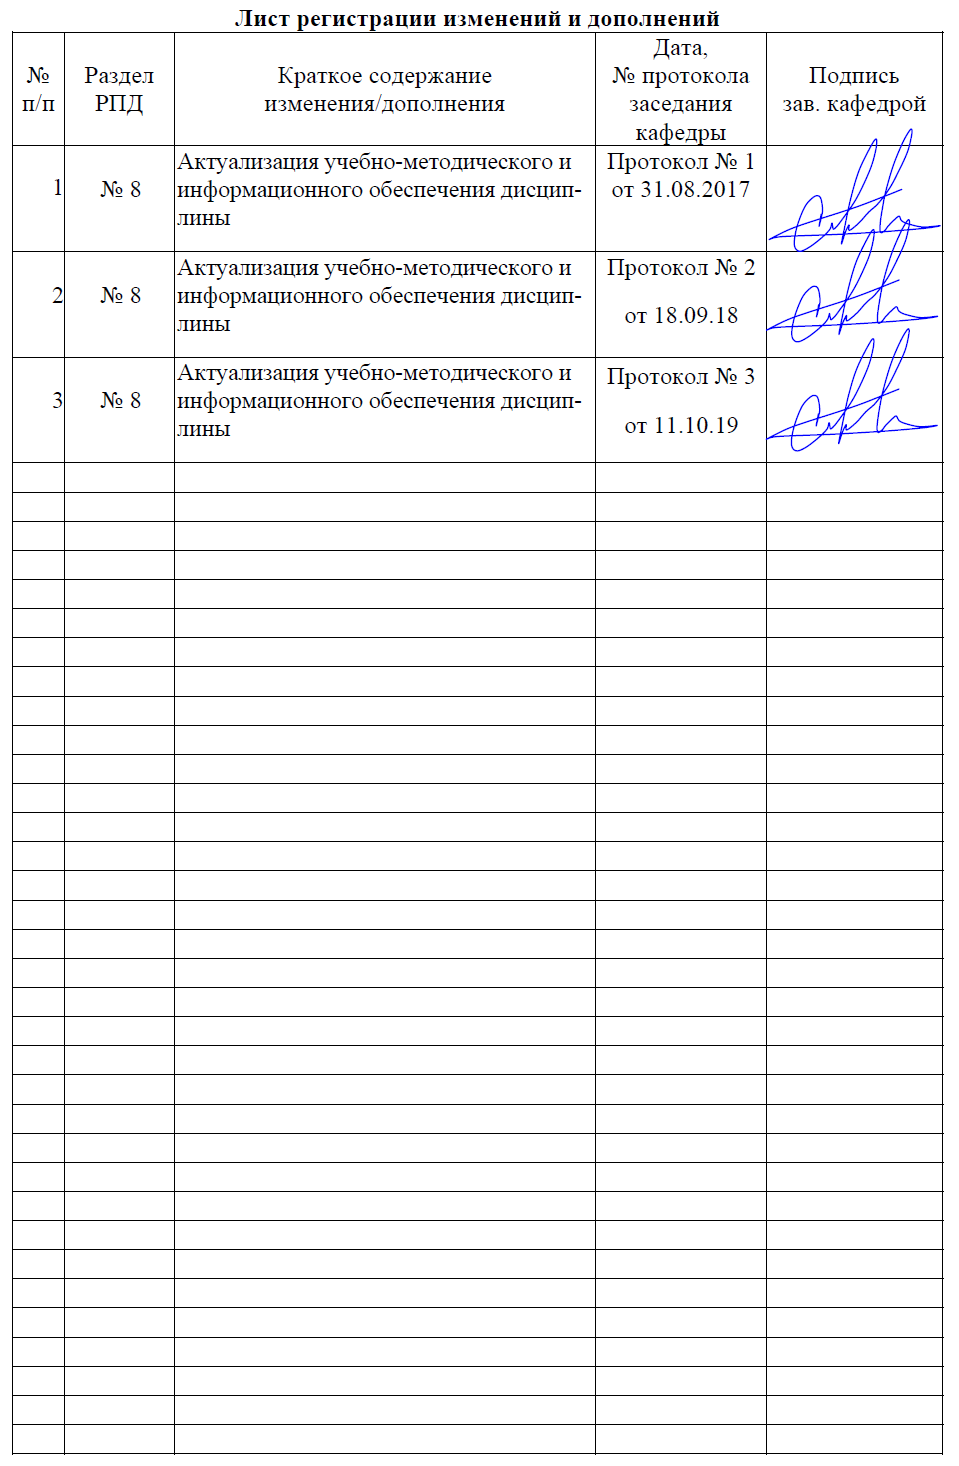 Лист регистрации изменений и дополнений
№
п/п
Раздел
РПД
Краткое содержание
изменения/дополнения
Дата,
№ протокола
заседания
кафедры
Подпись
зав. кафедрой
1
№ 8
Актуализация учебно-методического и
информационного обеспечения дисцип-
лины
Протокол № 1
от 31.08.2017
2
№ 8
Актуализация учебно-методического и
информационного обеспечения дисцип-
лины
Протокол № 2
от 18.09.18
3
№ 8
Актуализация учебно-методического и
информационного обеспечения дисцип-
лины
Протокол № 3
от 11.10.19